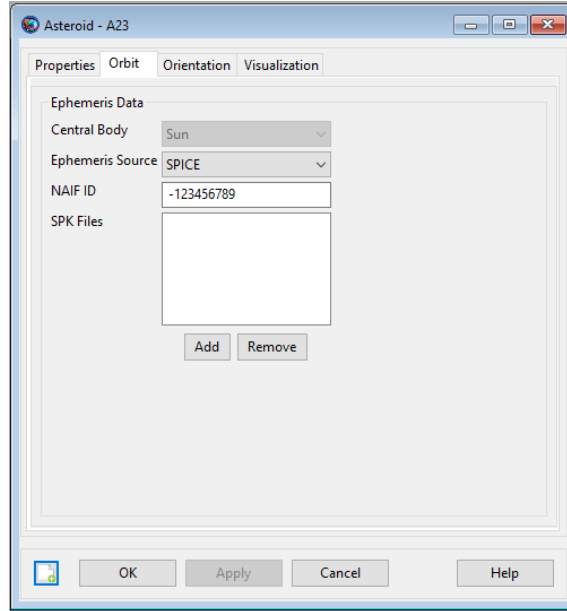 Asteroid - A23
Properties Orbit Orientation Visualization
Ephemeris Data
Central Body Sun
Ephemeris Source SPICE
NAIF ID -123456789
SPK Files
Add Remove
OK Apply Cancel Help